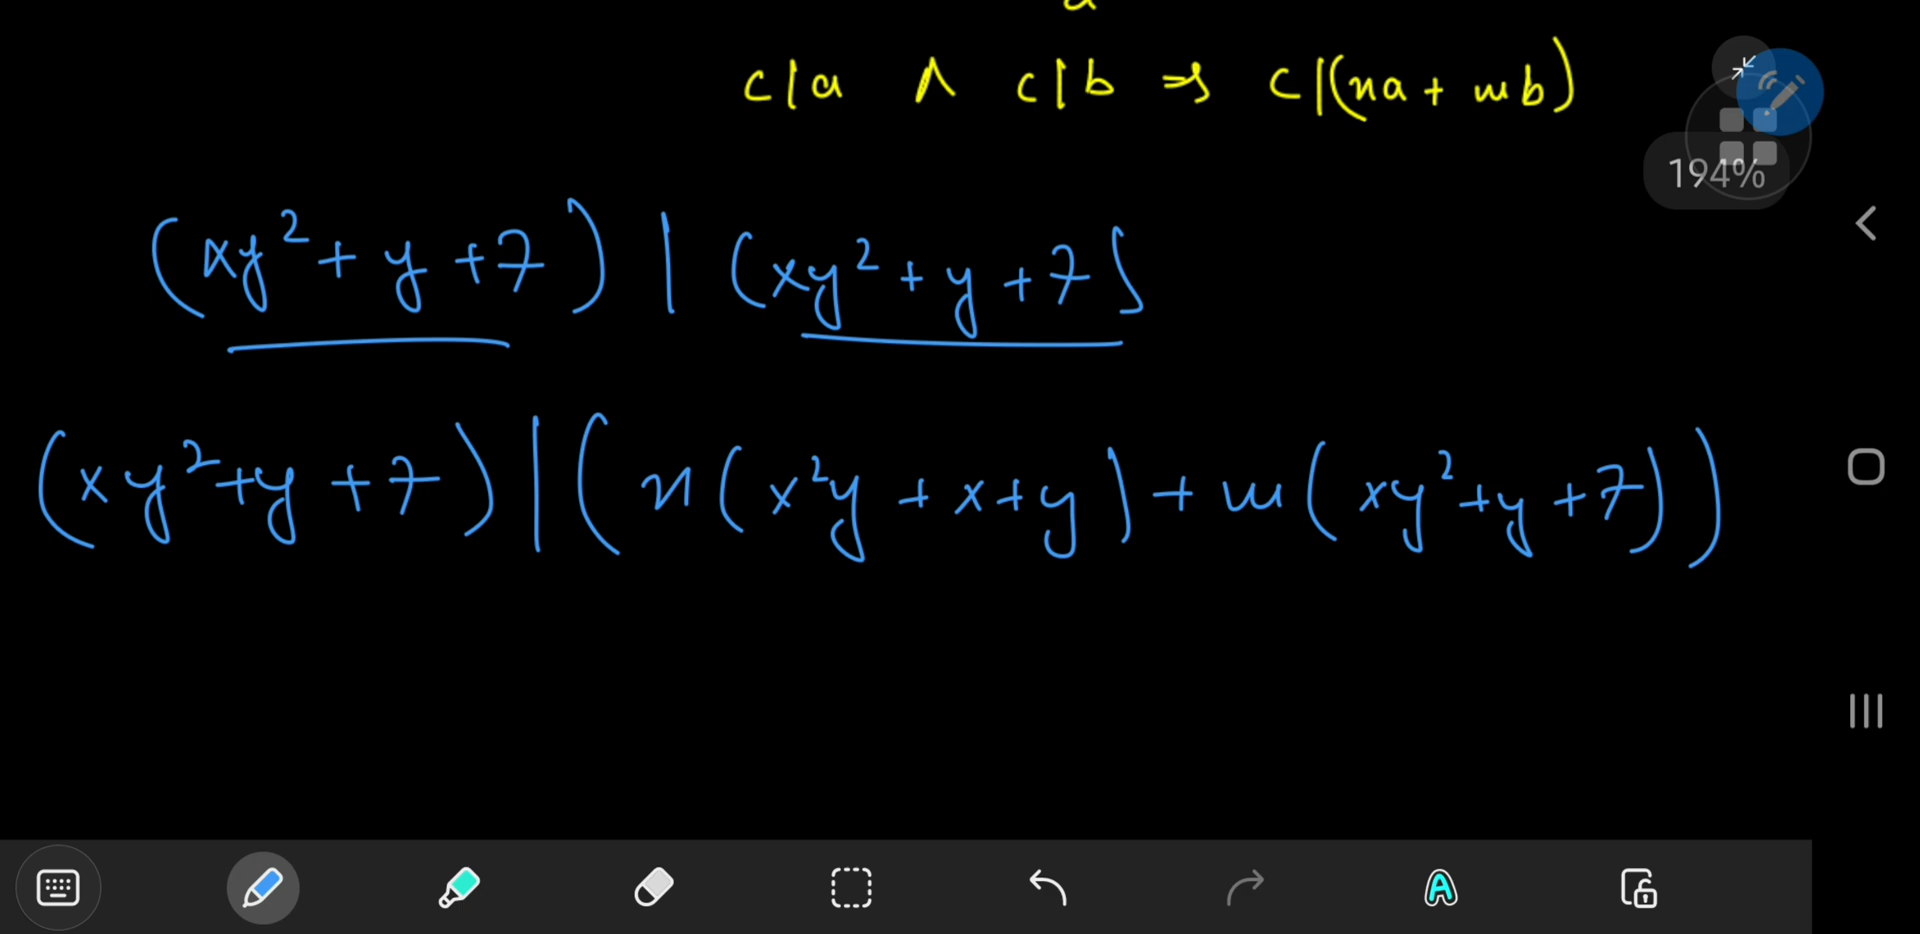 c|a ∧ c|b ⇒ c|(na + mb)
194%
(xy²+ y +7) | (xy² + y + 7)
(xy²+y +7) | (n(x²y + x+y) + m(xy²+y +7))
A